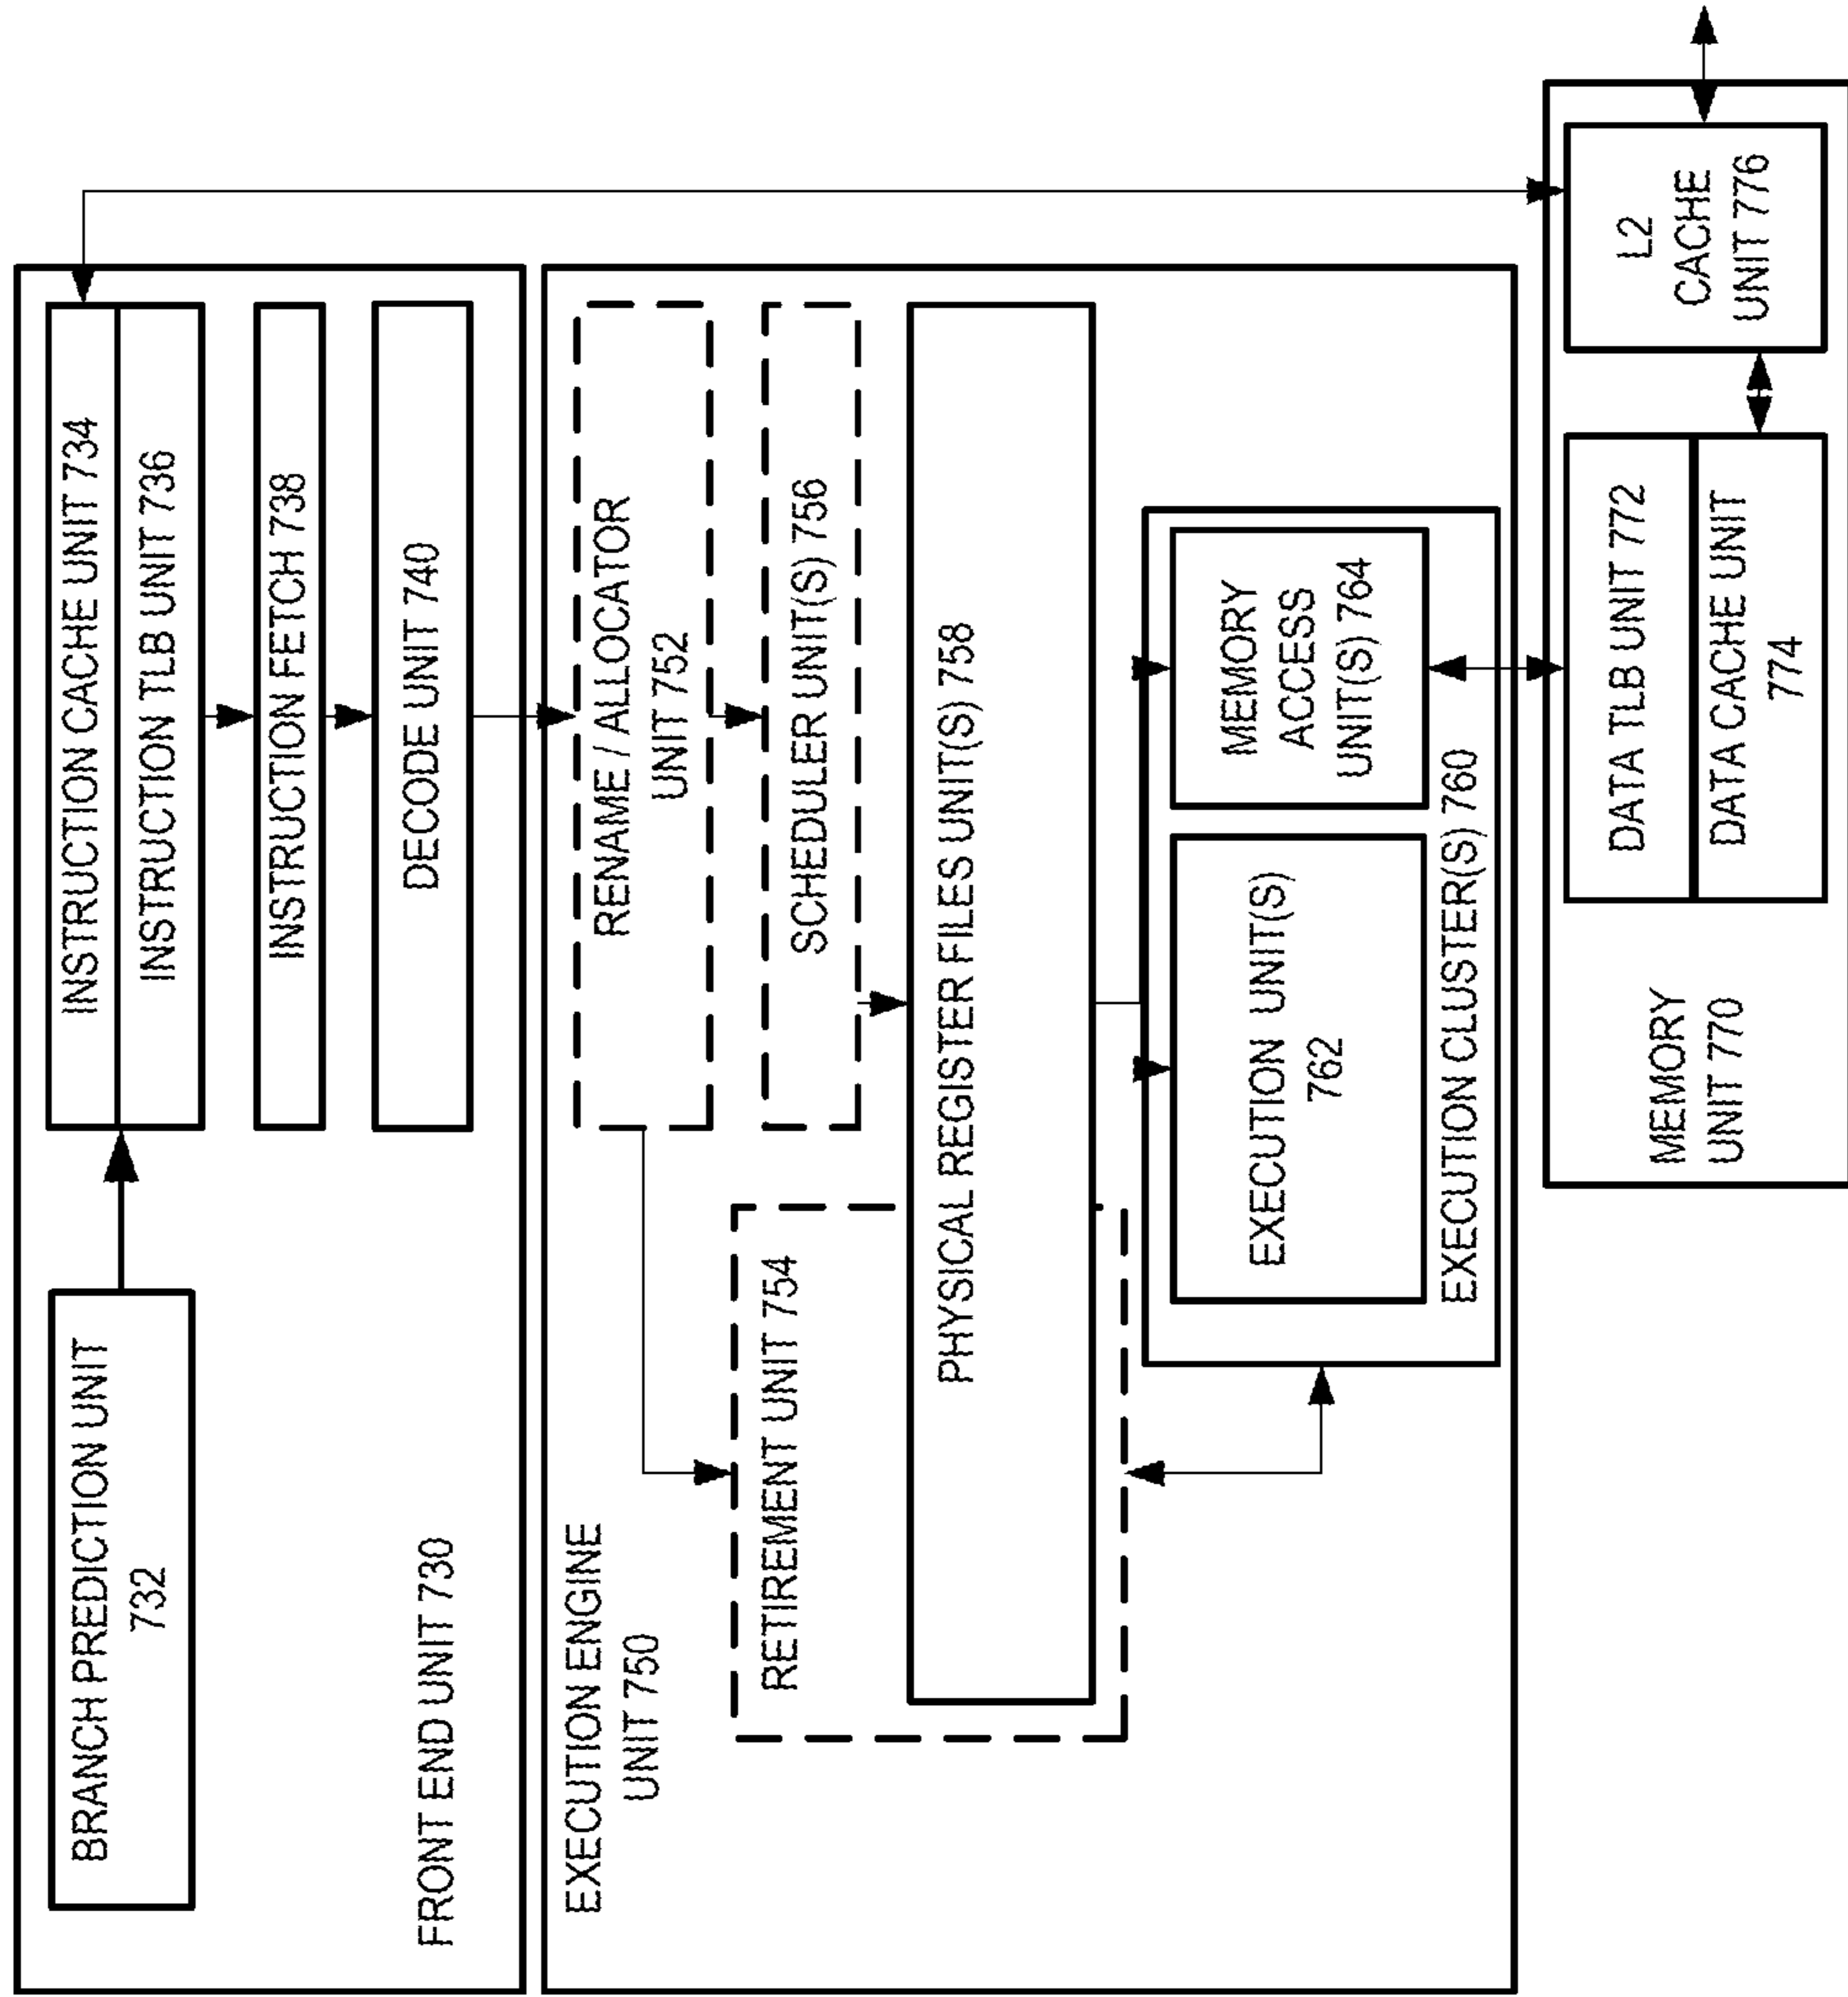 BRANCH PREDICTION UNIT
732
INSTRUCTION CACHE UNIT 734
INSTRUCTION TLB UNIT 736
INSTRUCTION FETCH 738
DECODE UNIT 740
FRONT END UNIT 730
EXECUTION ENGINE
UNIT 750
RENAME / ALLOCATOR
UNIT 752
RETIREMENT UNIT 754
SCHEDULER UNIT(S) 756
PHYSICAL REGISTER FILES UNIT(S) 758
EXECUTION UNIT(S)
762
MEMORY
ACCESS
UNIT(S) 764
EXECUTION CLUSTER(S) 760
MEMORY
UNIT 770
DATA TLB UNIT 772
DATA CACHE UNIT
774
L2
CACHE
UNIT 776